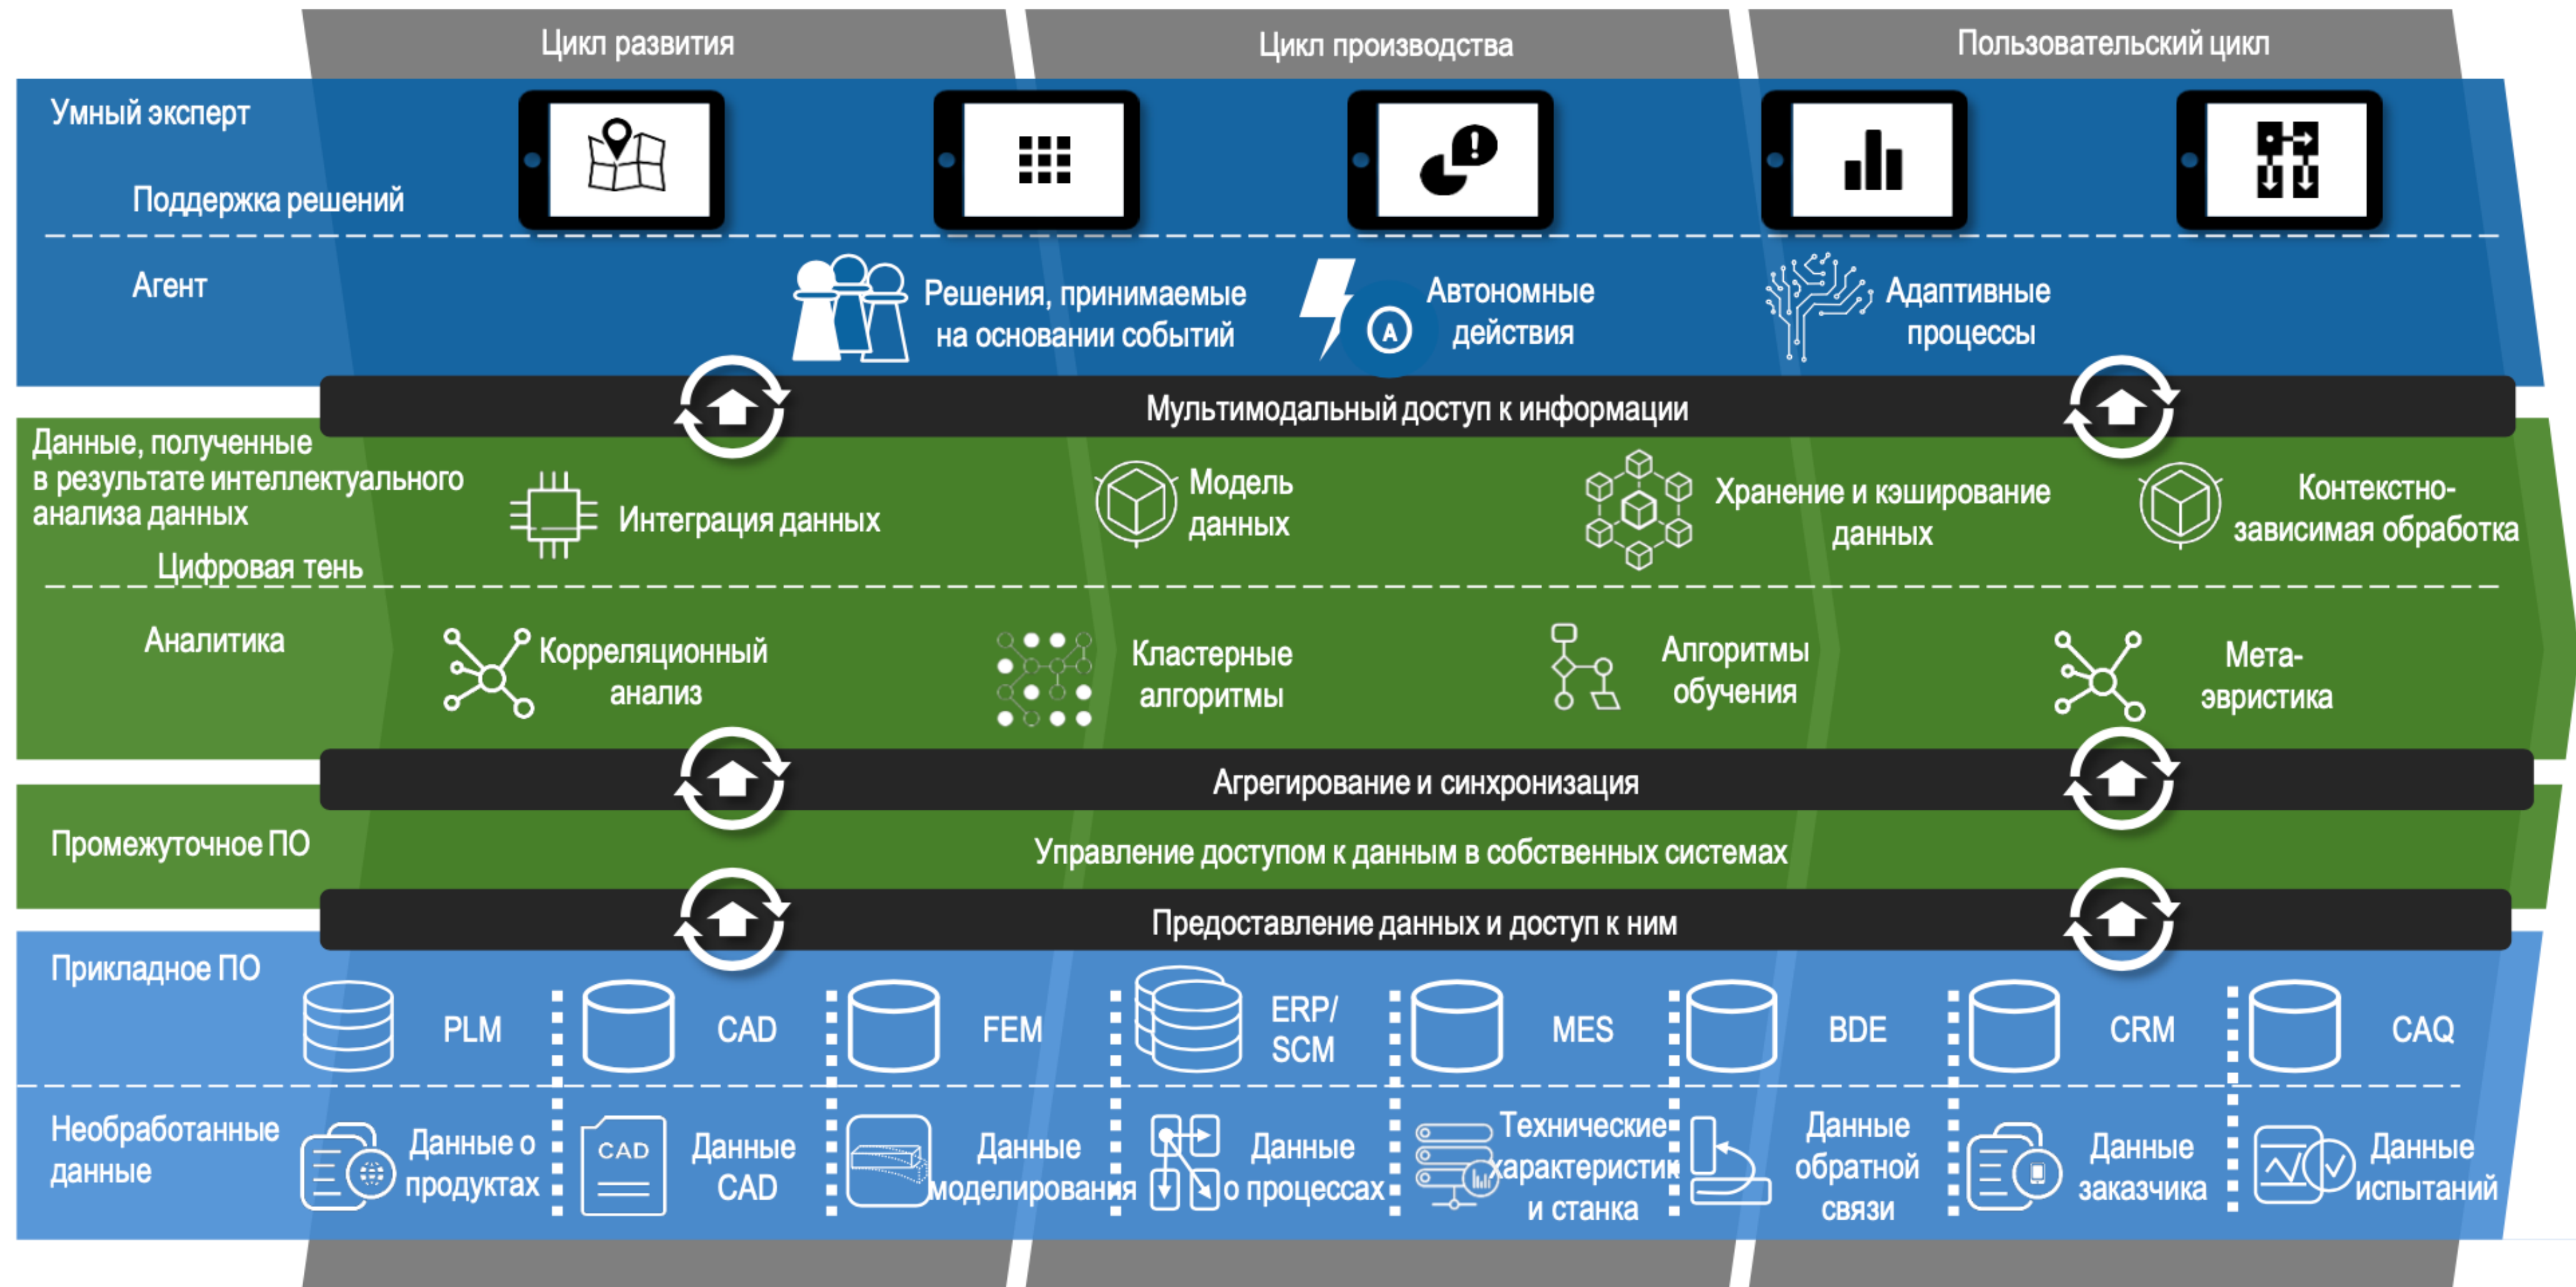 Цикл развития
Цикл производства
Пользовательский цикл
Умный эксперт
Поддержка решений
Агент
Решения, принимаемые
на основании событий
A
Автономные
действия
Адаптивные
процессы
Мультимодальный доступ к информации
Данные, полученные
в результате интеллектуального
анализа данных
Цифровая тень
Интеграция данных
Модель
данных
Хранение и кэширование
данных
Контекстно-
зависимая обработка
Аналитика
Корреляционный
анализ
Кластерные
алгоритмы
Алгоритмы
обучения
Мета-
эвристика
Агрегирование и синхронизация
Промежуточное ПО
Управление доступом к данным в собственных системах
Предоставление данных и доступ к ним
Прикладное ПО
PLM
CAD
FEM
ERP/
SCM
MES
BDE
CRM
CAQ
Необработанные
данные
Данные о
продуктах
CAD
Данные
CAD
Данные
моделирования
Данные
о процессах
Технические
характеристик
и станка
Данные
обратной
связи
Данные
заказчика
Данные
испытаний